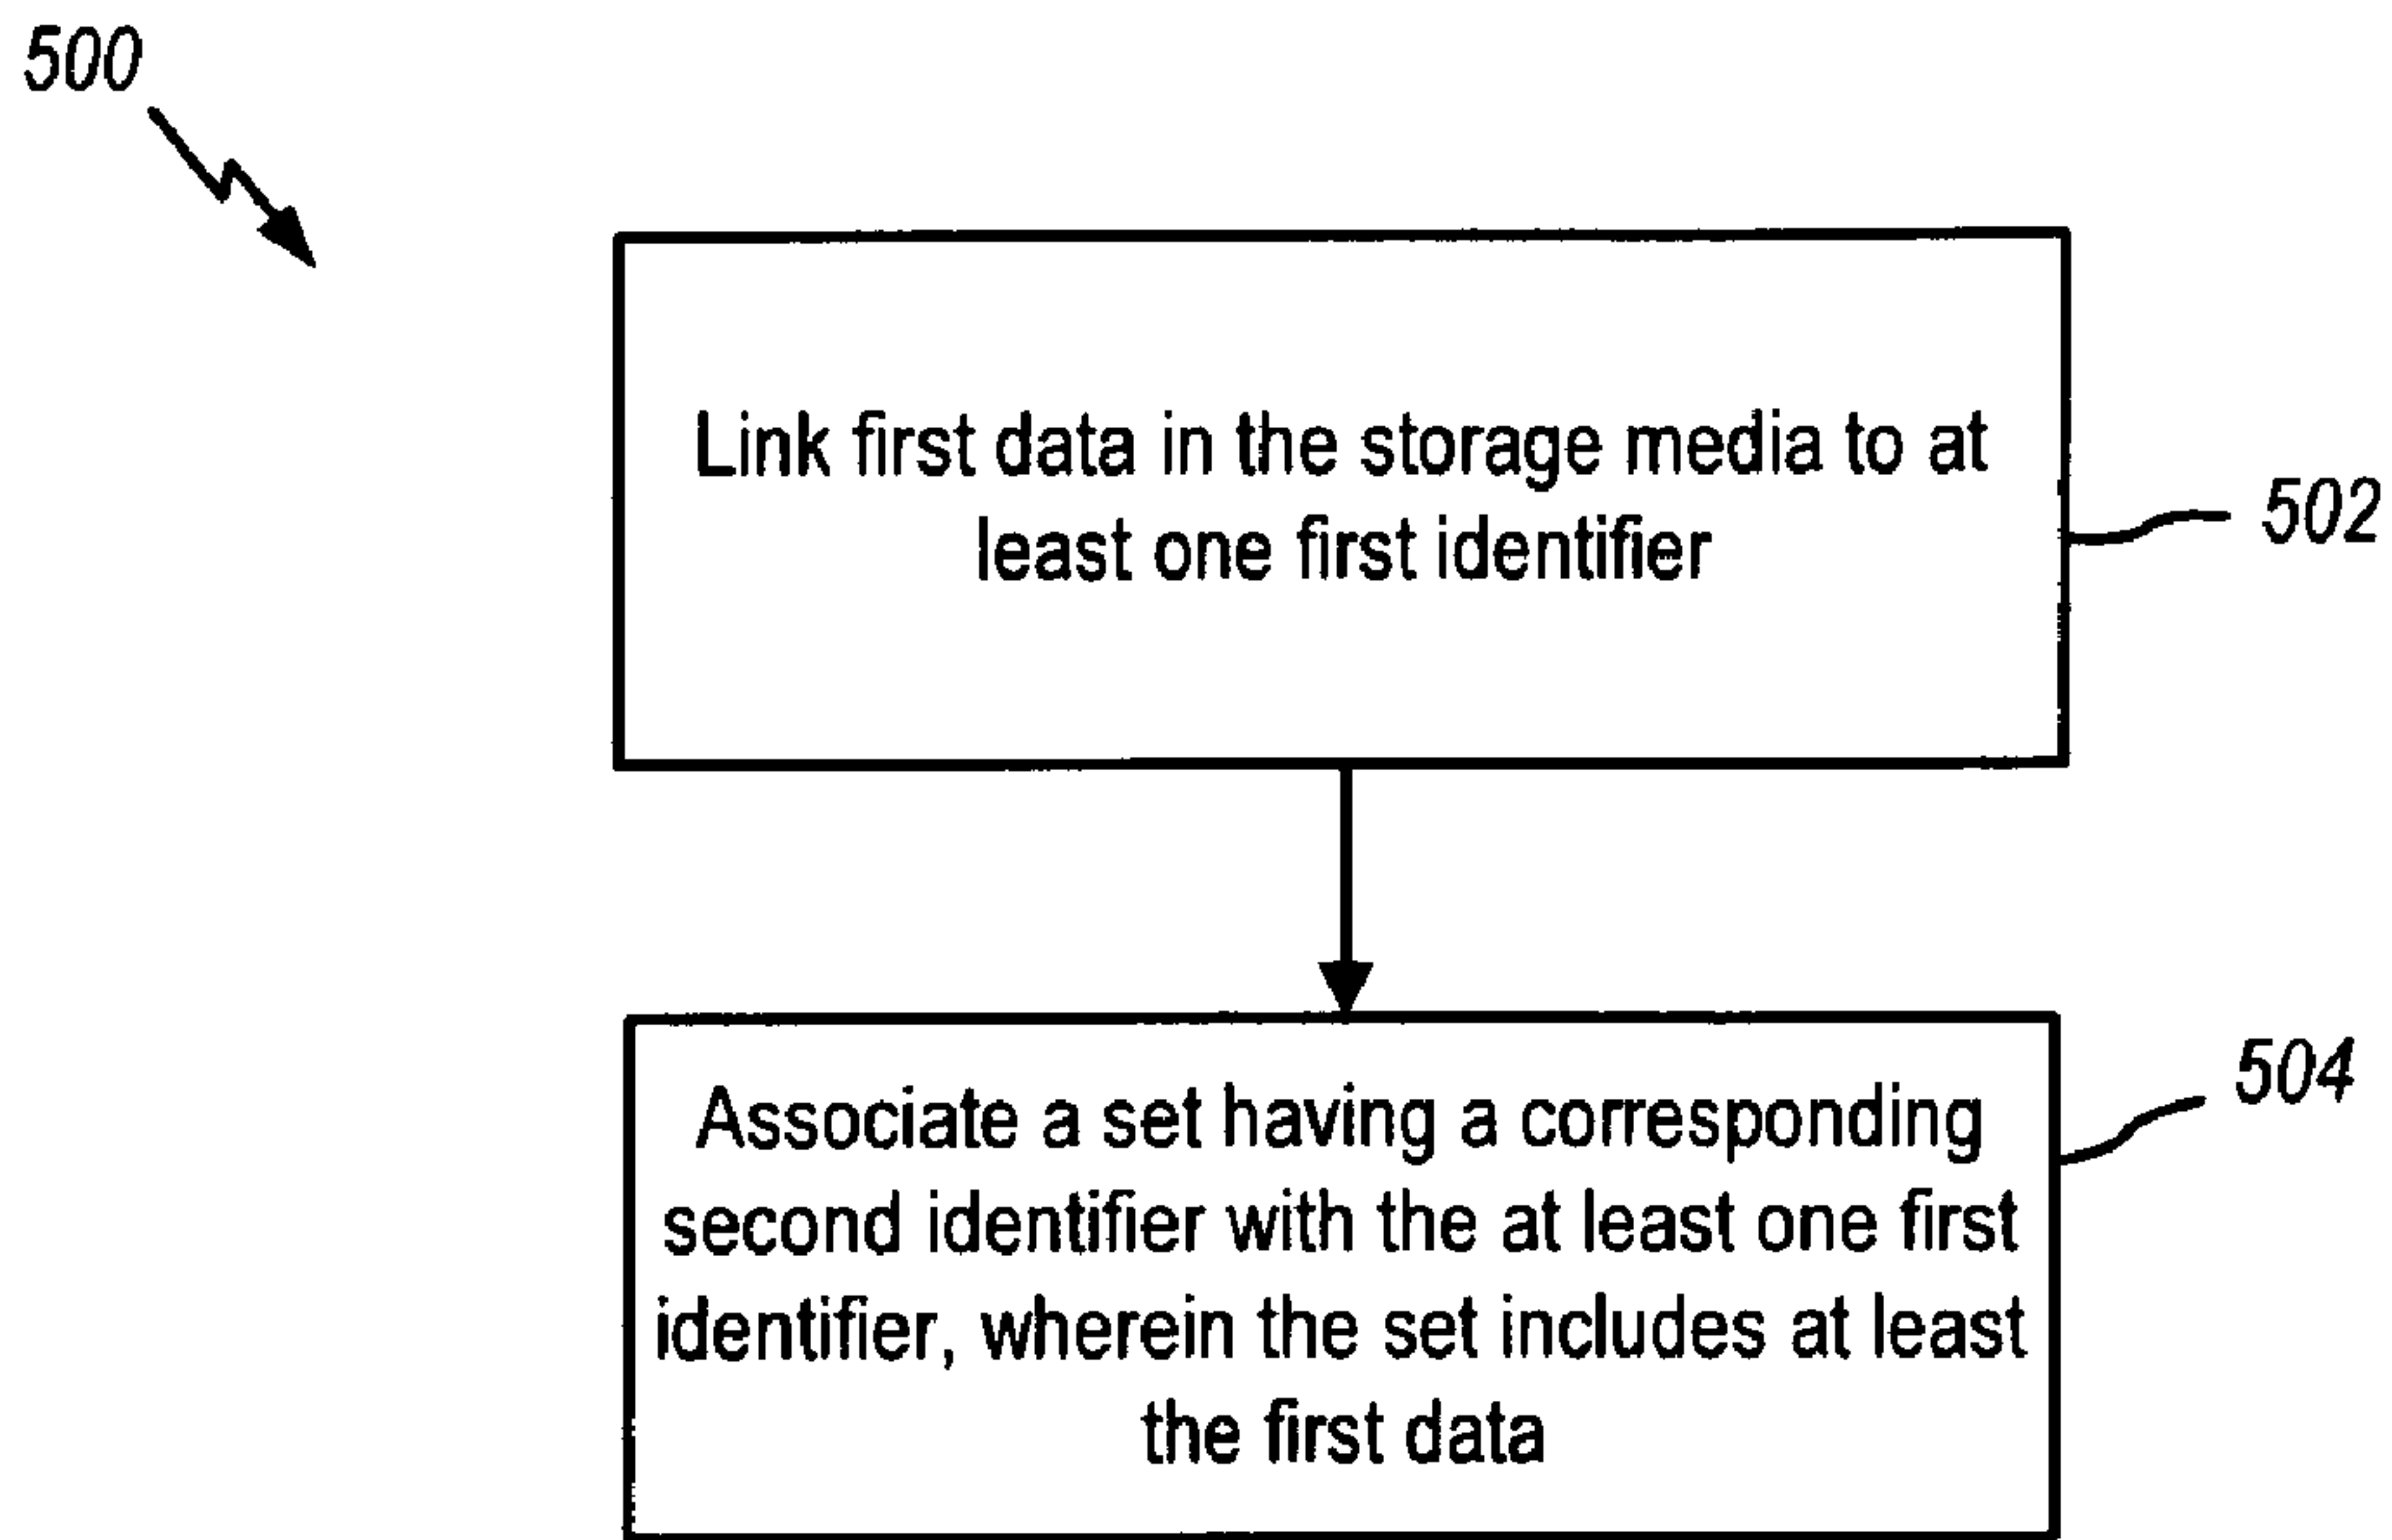 500
Link first data in the storage media to at
least one first identifier
502
Associate a set having a corresponding
second identifier with the at least one first
identifier, wherein the set includes at least
the first data
504